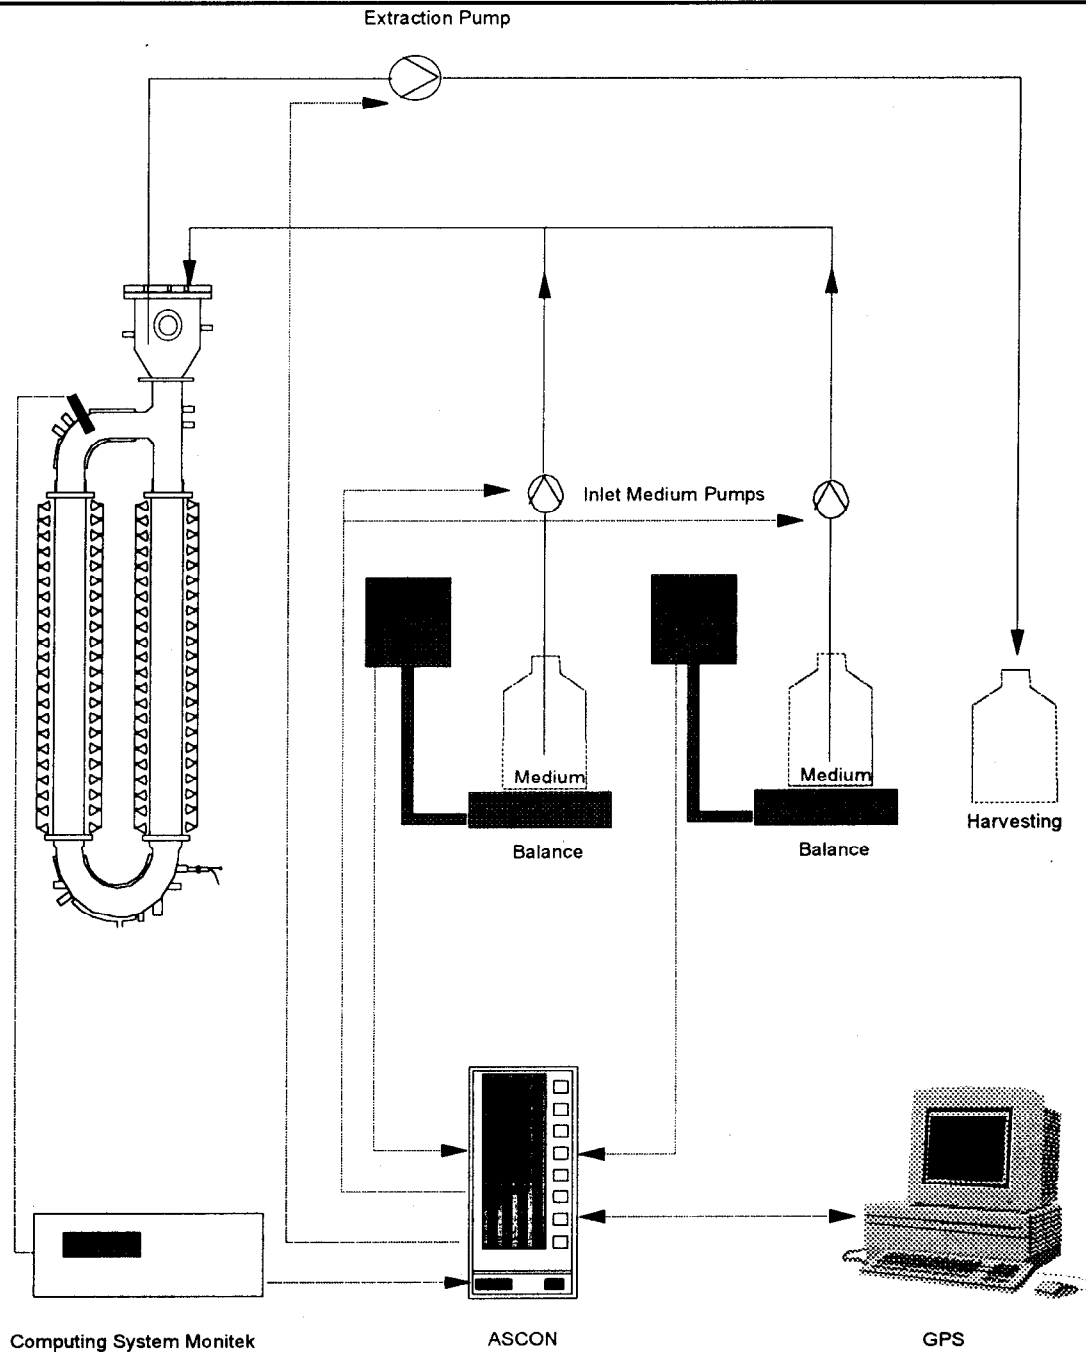 Extraction Pump
Inlet Medium Pumps
Medium
Medium
Balance
Balance
Harvesting
Computing System Monitek
ASCON
GPS